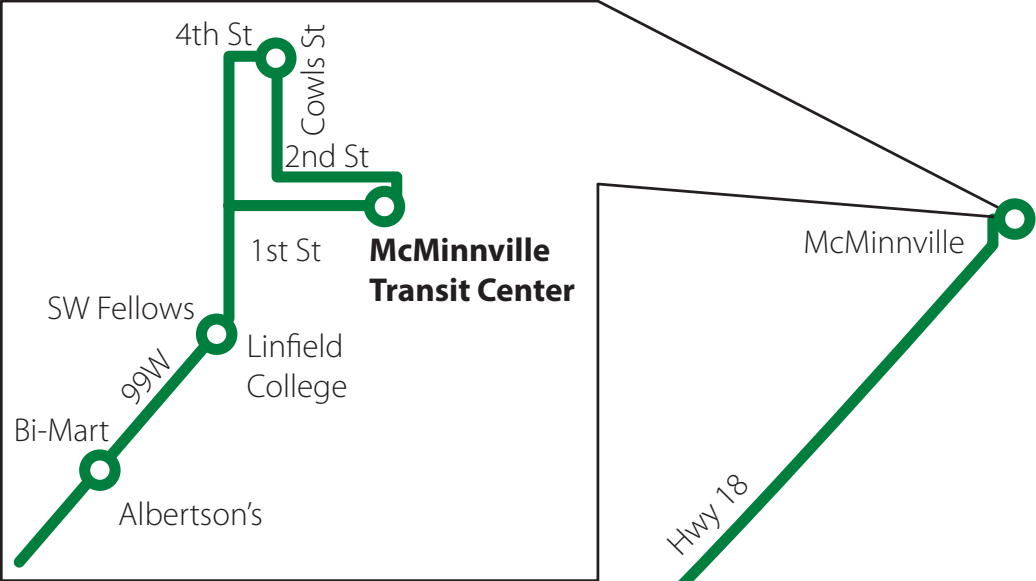 4th St
Cowls St
2nd St
1st St
McMinnville
Transit Center
SW Fellows
Linfield
College
99W
Bi-Mart
Albertson’s
McMinnville
Hwy 18